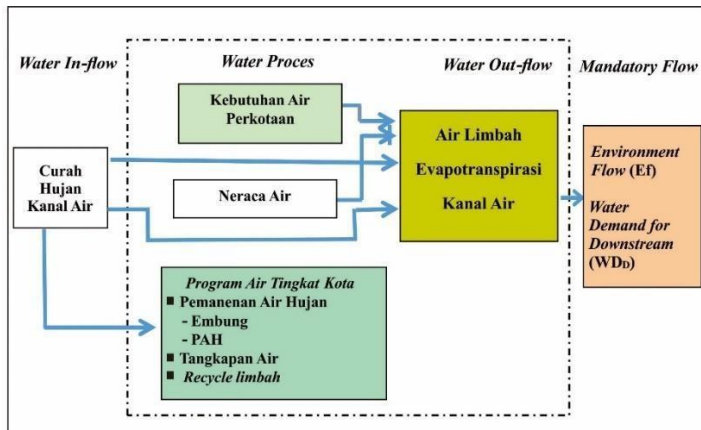 Water In-flow
Water Proces
Water Out-flow
Mandatory Flow
Kebutuhan Air
Perkotaan
Curah
Hujan
Kanal Air
Neraca Air
Air Limbah
Evapotranspirasi
Kanal Air
Environment
Flow (Ef)
Water
Demand for
Downstream
(WDD)
Program Air Tingkat Kota
■ Pemanenan Air Hujan
- Embung
- PAH
■ Tangkapan Air
■ Recycle limbah